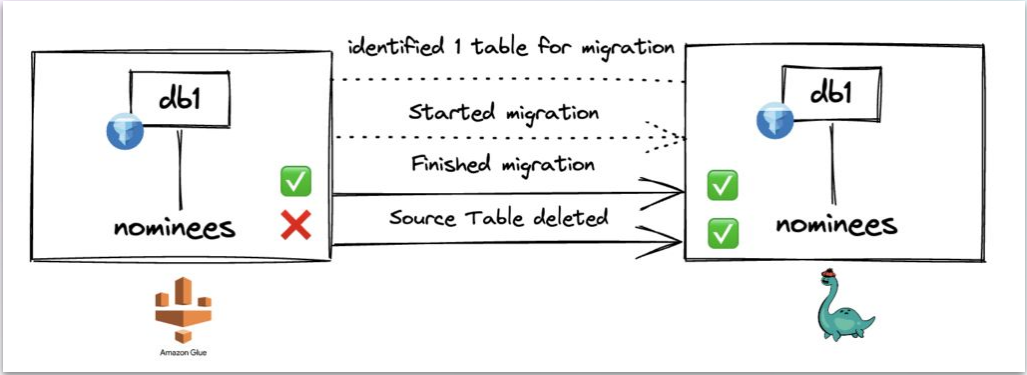 identified 1 table for migration
db1
db1
Started migration
Finished migration
Source Table deleted
nominees
nominees
Amazon Glue